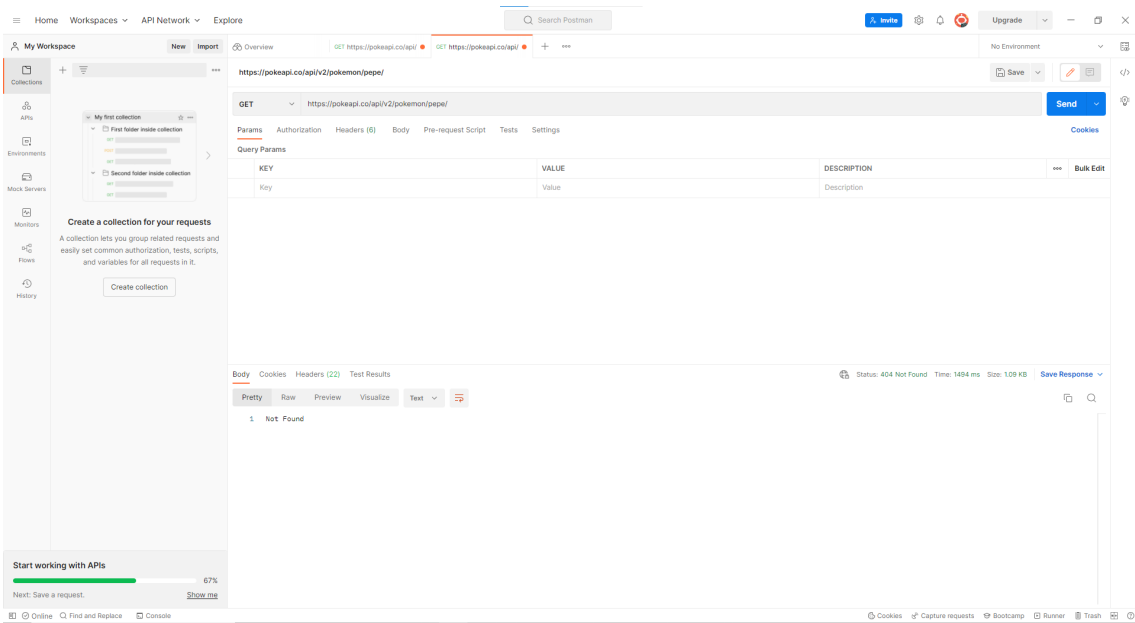 Home Workspaces API Network Explore Search Postman Invite Upgrade
My Workspace New Import Overview GET https://pokeapi.co/api/ GET https://pokeapi.co/api/ No Environment
https://pokeapi.co/api/v2/pokemon/pepe/ Save
Collections
GET https://pokeapi.co/api/v2/pokemon/pepe/ Send
APIs
My first collection
First folder inside collection
GET
GET
Params Authorization Headers (6) Body Pre-request Script Tests Settings Cookies
Query Params
Environments
KEY VALUE DESCRIPTION Bulk Edit
Second folder inside collection
GET
GET
Key Value Description
Mock Servers
Monitors
Create a collection for your requests
A collection lets you group related requests and
easily set common authorization, tests, scripts,
and variables for all requests in it.
Flows
Create collection
History
Body Cookies Headers (22) Test Results Status: 404 Not Found Time: 1494 ms Size: 1.09 KB Save Response
Pretty Raw Preview Visualize Text
1 Not Found
Start working with APIs
67%
Next: Save a request. Show me
Online Find and Replace Console Cookies Capture requests Bootcamp Runner Trash